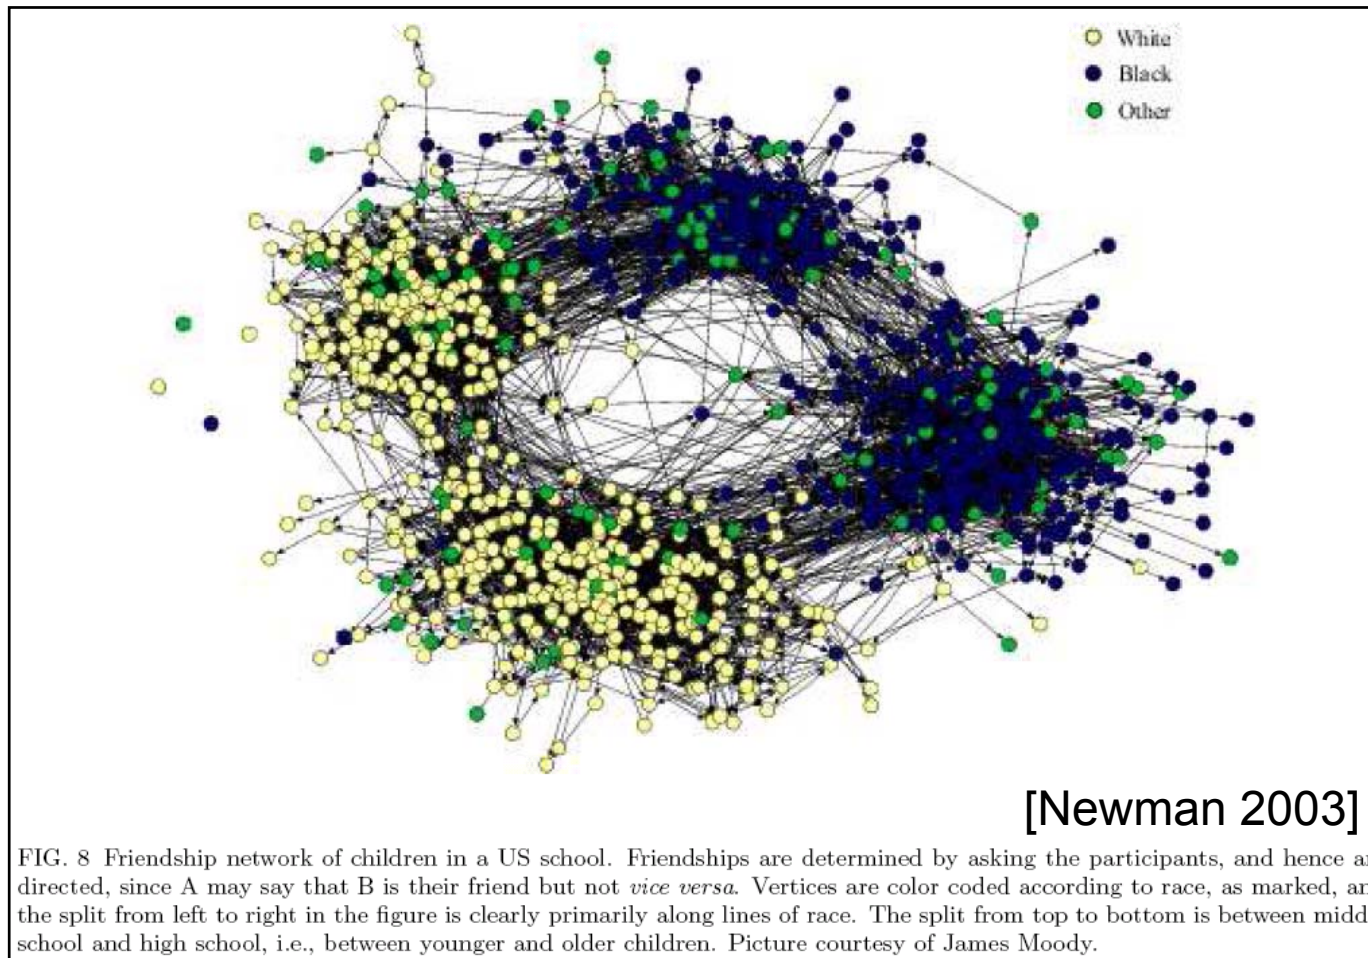 White
Black
Other
[Newman 2003]
FIG. 8 Friendship network of children in a US school. Friendships are determined by asking the participants, and hence a
directed, since A may say that B is their friend but not vice versa. Vertices are color coded according to race, as marked, an
the split from left to right in the figure is clearly primarily along lines of race. The split from top to bottom is between midd
school and high school, i.e., between younger and older children. Picture courtesy of James Moody.